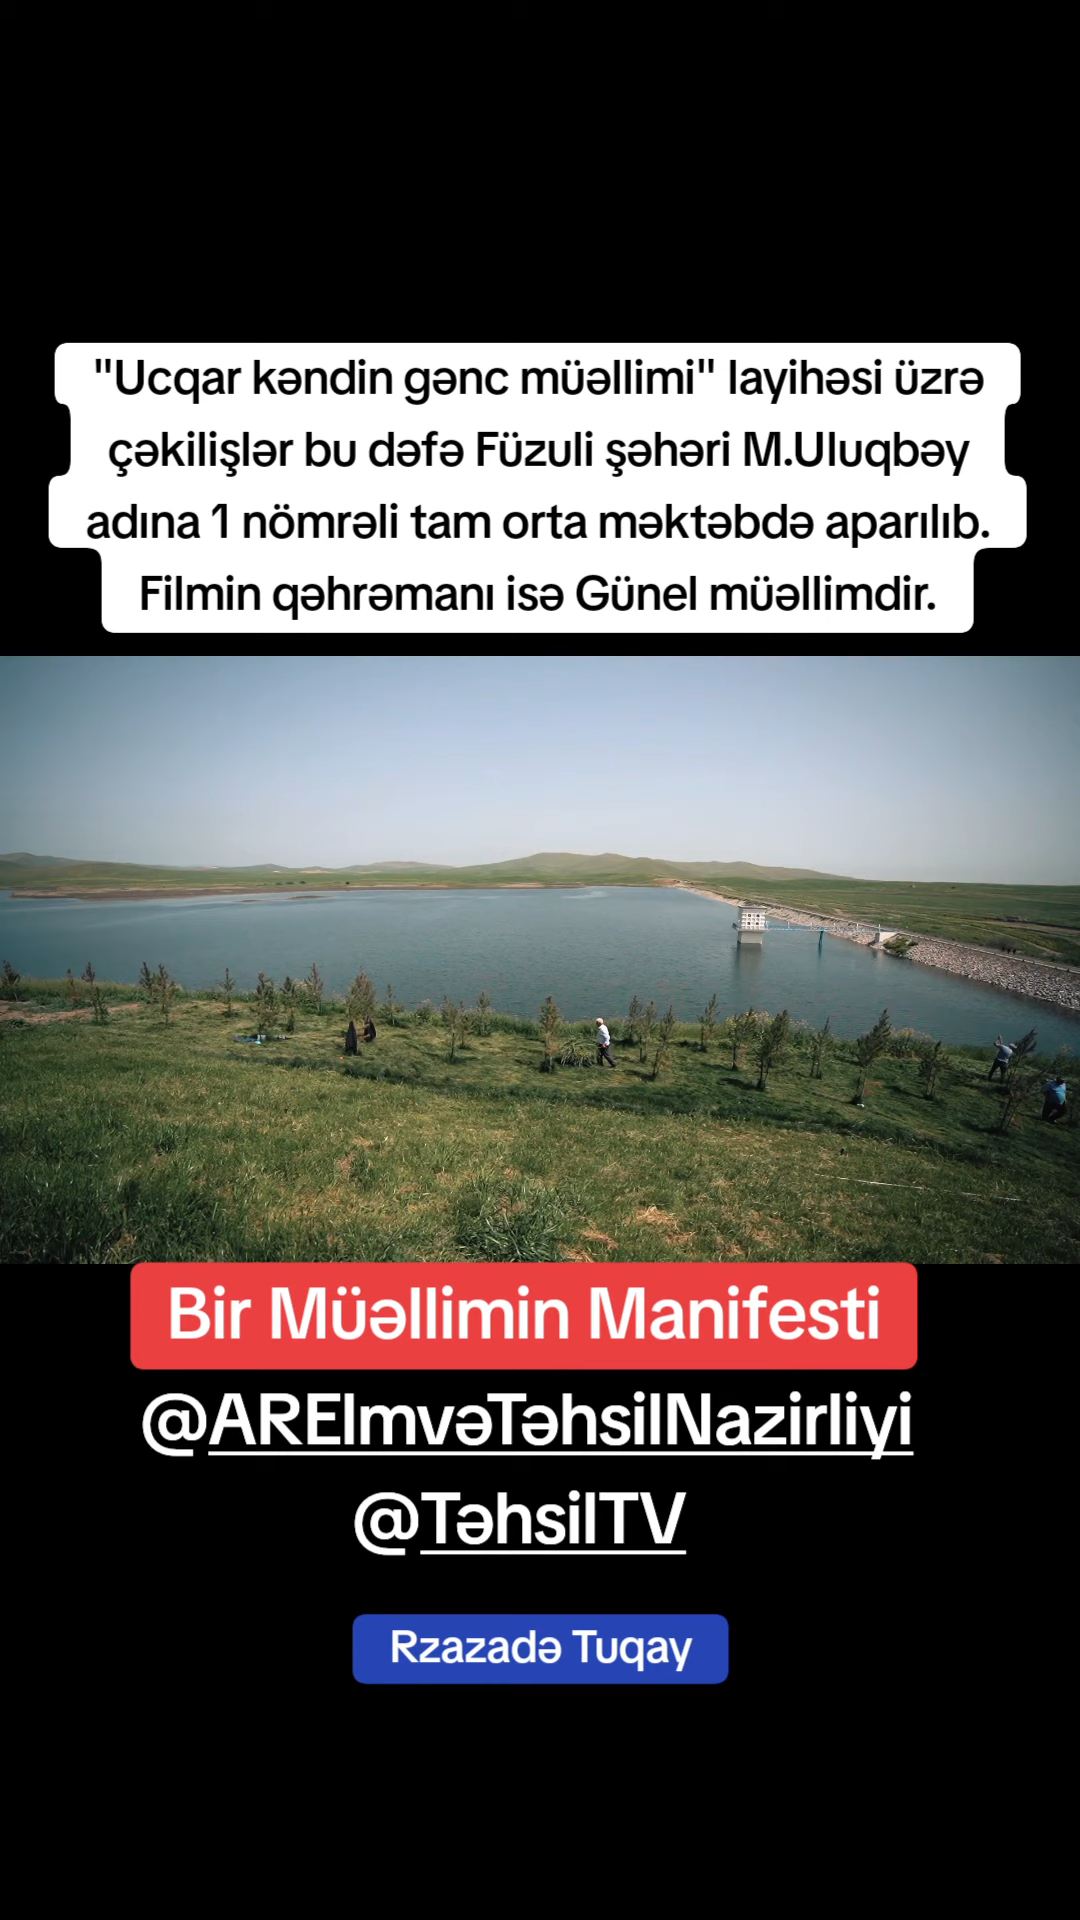 "Ucqar kəndin gənc müəllimi" layihəsi üzrə
çəkilişlər bu dəfə Füzuli şəhəri M.Uluqbəy
adına 1 nömrəli tam orta məktəbdə aparılıb.
Filmin qəhrəmanı isə Günel müəllimdir.
Bir Müəllimin Manifesti
@ARElmvəTəhsilNazirliyi
@TəhsilTV
Rzazadə Tuqay